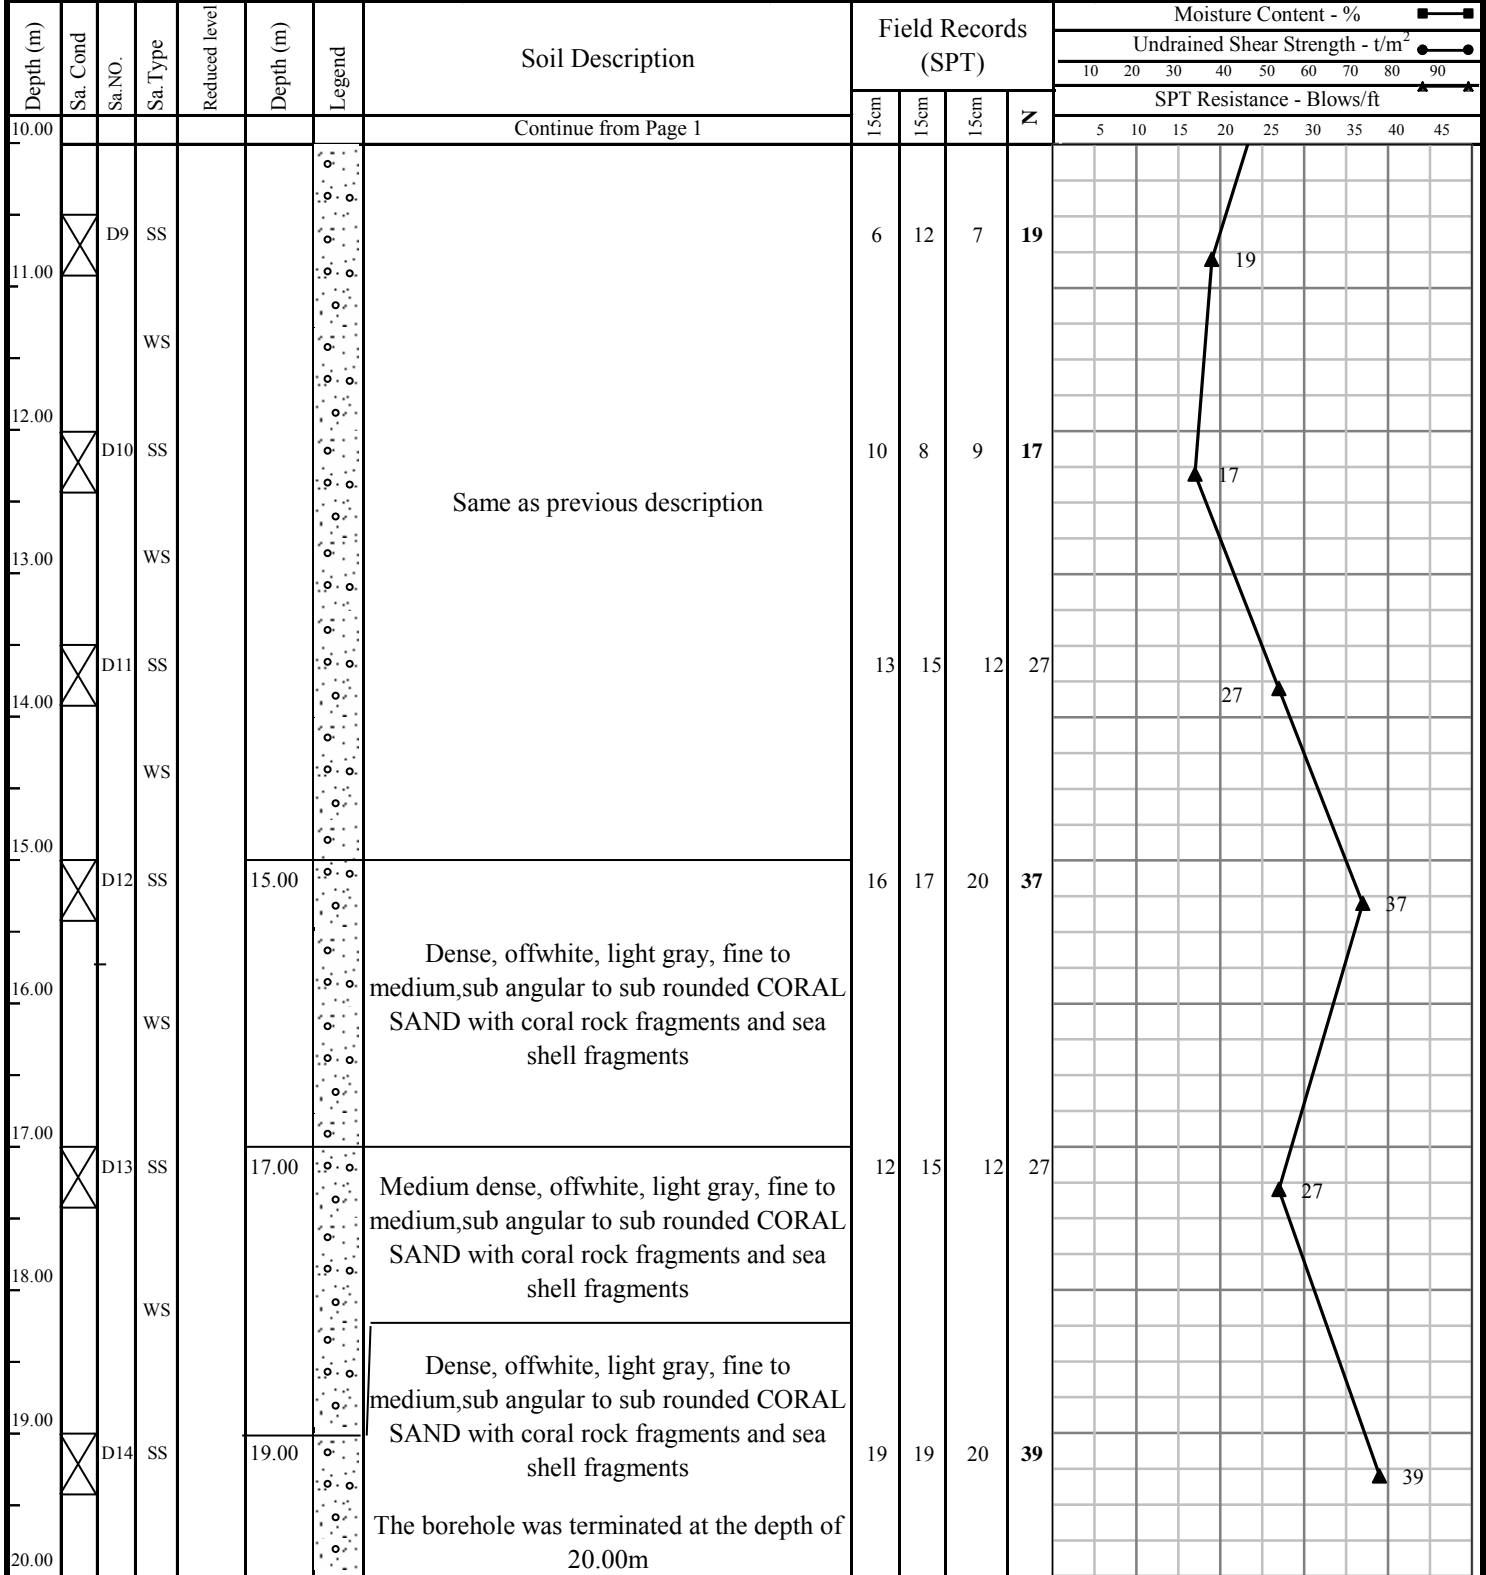 Depth (m) Sa. Cond Sa.NO. Sa.Type Reduced level Depth (m) Legend
Soil Description
Field Records
(SPT)
15cm 15cm 15cm N
Moisture Content - %
Undrained Shear Strength - t/m2
10 20 30 40 50 60 70 80 90
SPT Resistance - Blows/ft
5 10 15 20 25 30 35 40 45
10.00 Continue from Page 1
D9 SS 6 12 7 19
19
11.00
WS
12.00
D10 SS 10 8 9 17
17
Same as previous description
13.00 WS
D11 SS 13 15 12 27
27
14.00
WS
15.00
D12 SS 15.00 16 17 20 37
37
Dense, offwhite, light gray, fine to
medium,sub angular to sub rounded CORAL
SAND with coral rock fragments and sea
shell fragments
16.00
WS
17.00
D13 SS 17.00 12 15 12 27
27
Medium dense, offwhite, light gray, fine to
medium,sub angular to sub rounded CORAL
SAND with coral rock fragments and sea
shell fragments
18.00
WS
Dense, offwhite, light gray, fine to
medium,sub angular to sub rounded CORAL
SAND with coral rock fragments and sea
shell fragments
19.00
D14 SS 19.00 19 19 20 39
39
The borehole was terminated at the depth of
20.00m
20.00